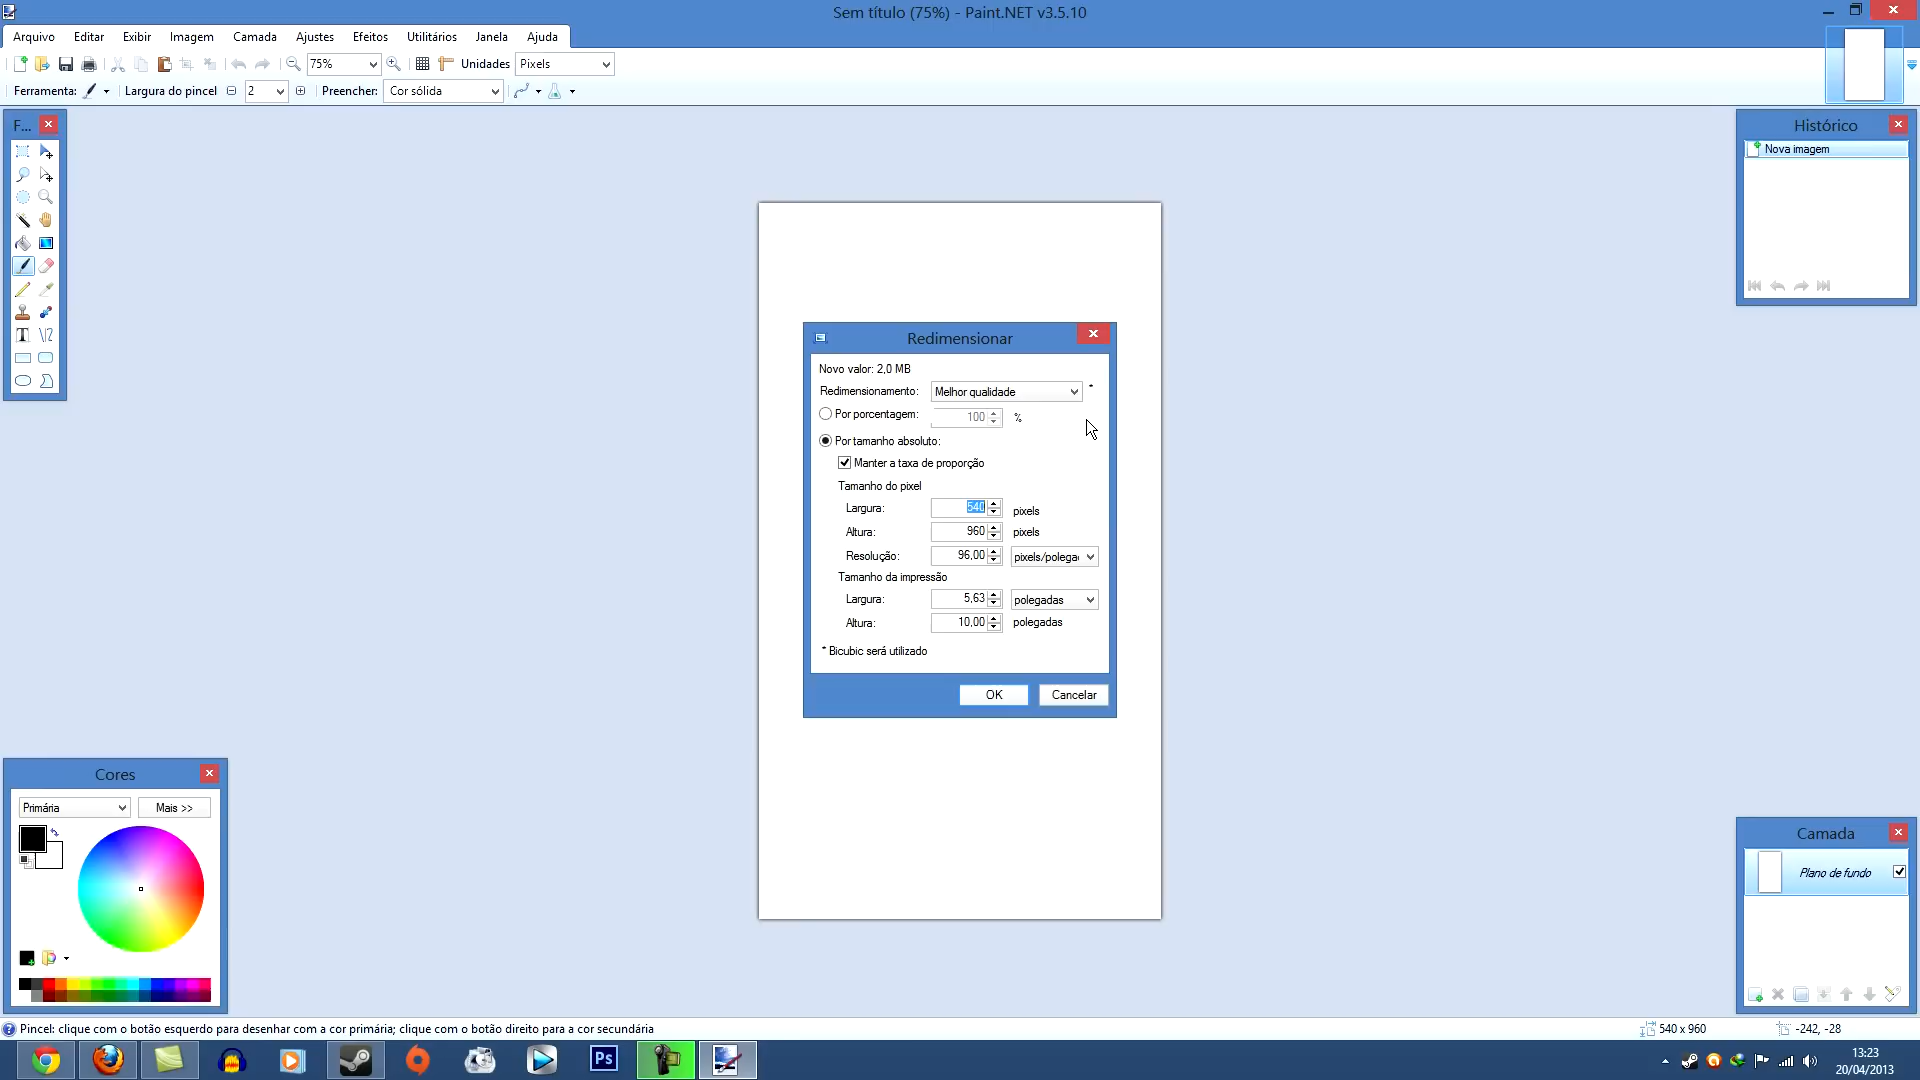 Sem título (75%) - Paint.NET v3.5.10
Arquivo Editar Exibir Imagem Camada Ajustes Efeitos Utilitários Janela Ajuda
75% Unidades Pixels
Ferramenta: Largura do pincel 2 Preencher: Cor sólida
F...
Histórico
Nova imagem
Redimensionar
Novo valor: 2,0 MB
Redimensionamento: Melhor qualidade *
Por porcentagem: 100 %
Por tamanho absoluto:
Manter a taxa de proporção
Tamanho do pixel
Largura: 540 pixels
Altura: 960 pixels
Resolução: 96,00 pixels/polega
Tamanho da impressão
Largura: 5,63 polegadas
Altura: 10,00 polegadas
* Bicubic será utilizado
OK Cancelar
Cores
Primária Mais >>
Camada
Plano de fundo
Pincel: clique com o botão esquerdo para desenhar com a cor primária; clique com o botão direito para a cor secundária
540 x 960 -242, -28
Ps
13:23
20/04/2013